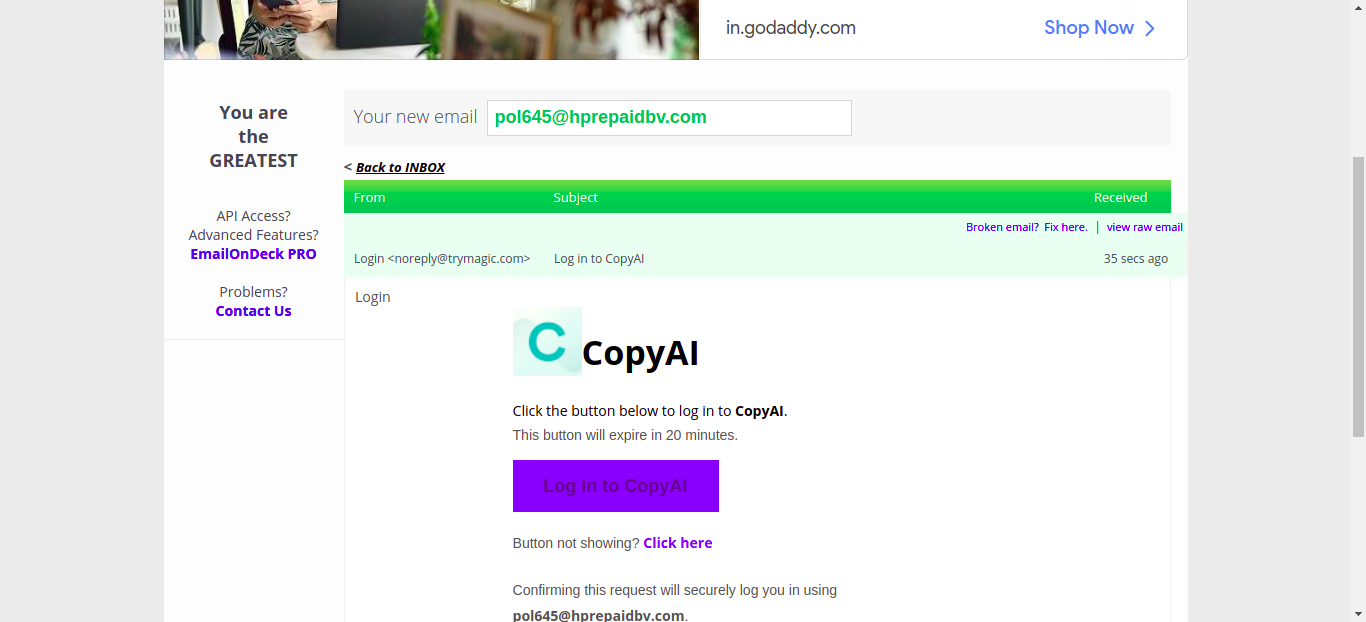 in.godaddy.com
Shop Now
You are
the
GREATEST
API Access?
Advanced Features?
EmailOnDeck PRO
Problems?
Contact Us
Your new email pol645@hprepaidbv.com
< Back to INBOX
From Subject Received
Broken email? Fix here. | view raw email
Login <noreply@trymagic.com> Log in to CopyAI 35 secs ago
Login
C CopyAI
Click the button below to log in to CopyAI.
This button will expire in 20 minutes.
Log in to CopyAI
Button not showing? Click here
Confirming this request will securely log you in using
pol645@hprepaidbv.com.